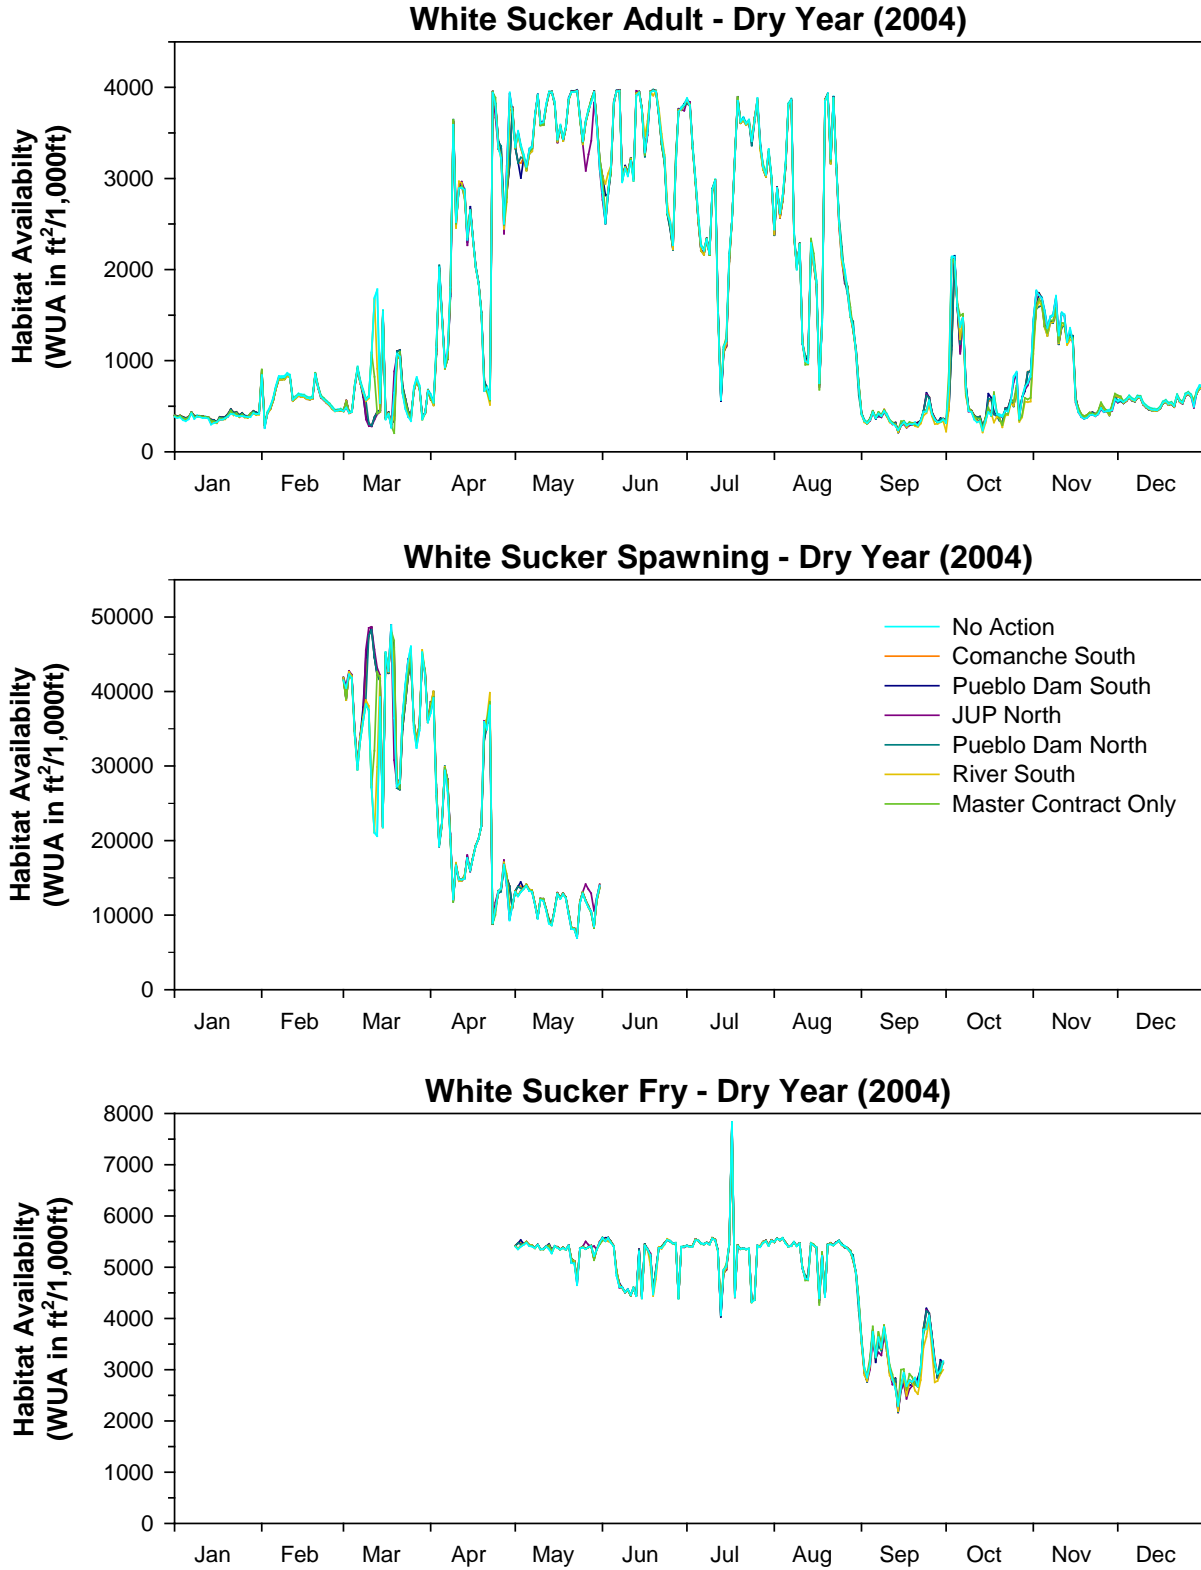 White Sucker Adult - Dry Year (2004)
Habitat Availabilty
(WUA in ft²/1,000ft)
4000
3000
2000
1000
0
Jan Feb Mar Apr May Jun Jul Aug Sep Oct Nov Dec
White Sucker Spawning - Dry Year (2004)
Habitat Availabilty
(WUA in ft²/1,000ft)
50000
40000
30000
20000
10000
0
No Action
Comanche South
Pueblo Dam South
JUP North
Pueblo Dam North
River South
Master Contract Only
Jan Feb Mar Apr May Jun Jul Aug Sep Oct Nov Dec
White Sucker Fry - Dry Year (2004)
Habitat Availabilty
(WUA in ft²/1,000ft)
8000
7000
6000
5000
4000
3000
2000
1000
0
Jan Feb Mar Apr May Jun Jul Aug Sep Oct Nov Dec